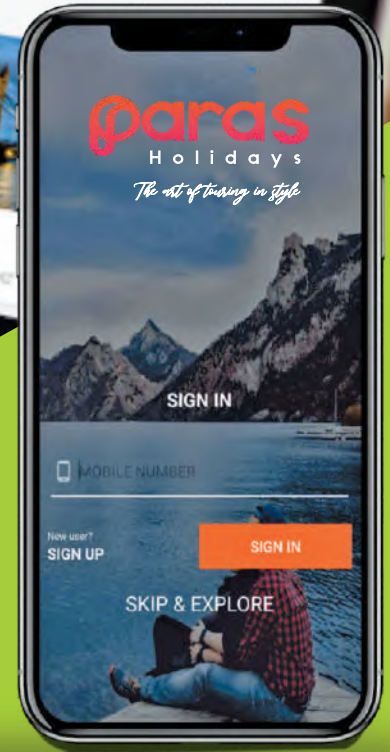 paras
Holidays
The art of touring in style
SIGN IN
MOBILE NUMBER
New user?
SIGN UP
SIGN IN
SKIP & EXPLORE